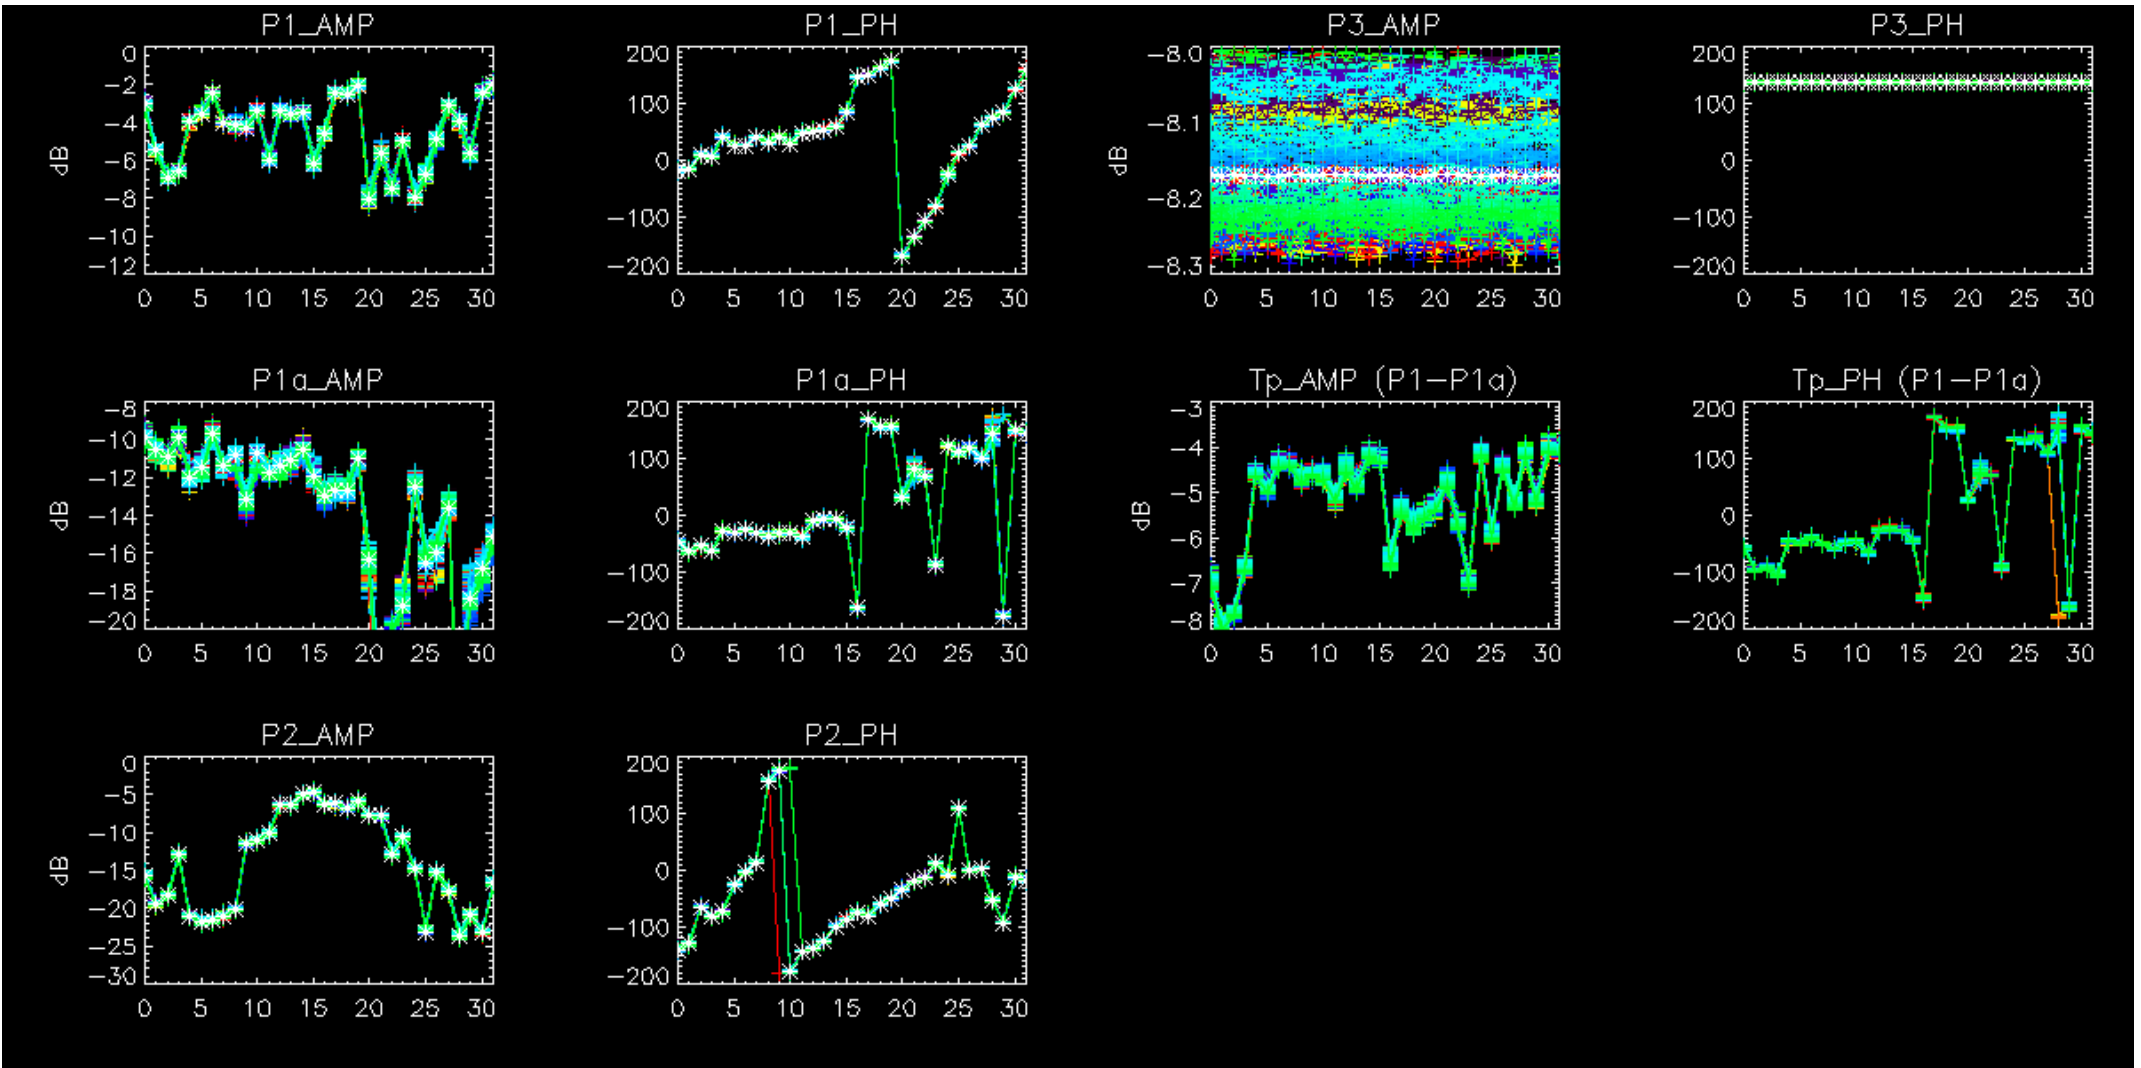 P1_AMP P1_PH P3_AMP P3_PH
0 200 −8.0 200
−2
−4 100 −8.1 100
dB −6 0 dB 0
−8 −8.2
−10 −100 −100
−12 −200 −8.3 −200
0 5 10 15 20 25 30 0 5 10 15 20 25 30 0 5 10 15 20 25 30 0 5 10 15 20 25 30
P1a_AMP P1a_PH Tp_AMP (P1−P1a) Tp_PH (P1−P1a)
−8 200 −3 200
−10 −4
−12 100 100
dB −14 0 dB −5 0
−16 −6
−18 −100 −7 −100
−20 −200 −8 −200
0 5 10 15 20 25 30 0 5 10 15 20 25 30 0 5 10 15 20 25 30 0 5 10 15 20 25 30
P2_AMP P2_PH
0 200
−5
−10 100
dB −15 0
−20
−25 −100
−30 −200
0 5 10 15 20 25 30 0 5 10 15 20 25 30